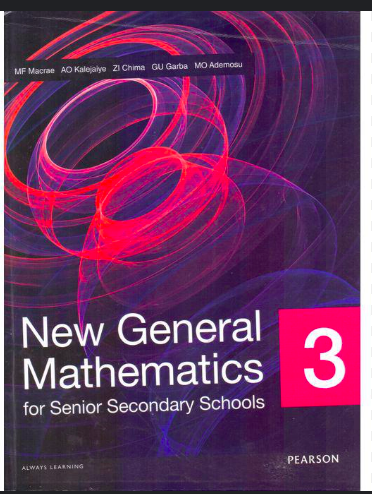 MF Macrae AO Kalejaiye ZI Chima GU Garba MO Ademosu
New General
Mathematics
for Senior Secondary Schools
3
ALWAYS LEARNING
PEARSON